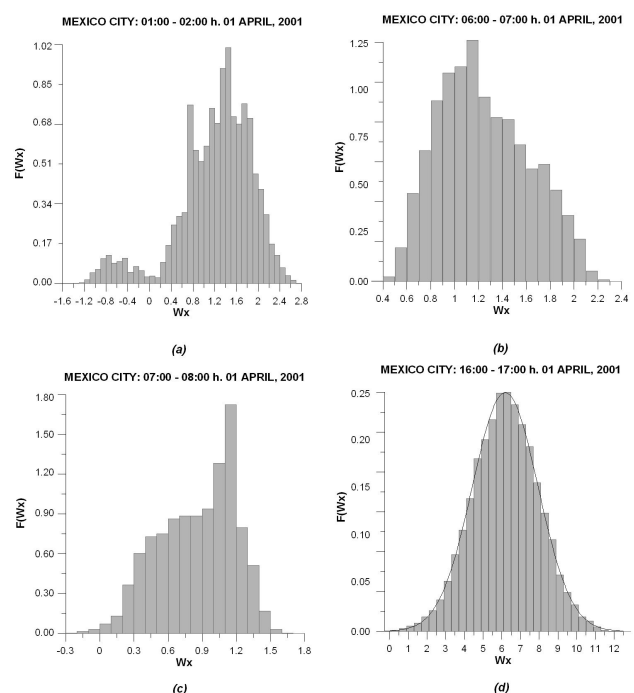 MEXICO CITY: 01:00 - 02:00 h. 01 APRIL, 2001
1.02
0.85
0.68
0.51
0.34
0.17
0.00
F(Wx)
-1.6 -1.2 -0.8 -0.4 0 0.4 0.8 1.2 1.6 2 2.4 2.8
Wx
(a)
MEXICO CITY: 06:00 - 07:00 h. 01 APRIL, 2001
1.25
1.00
0.75
0.50
0.25
0.00
F(Wx)
0.4 0.6 0.8 1 1.2 1.4 1.6 1.8 2 2.2 2.4
Wx
(b)
MEXICO CITY: 07:00 - 08:00 h. 01 APRIL, 2001
1.80
1.50
1.20
0.90
0.60
0.30
0.00
F(Wx)
-0.3 0 0.3 0.6 0.9 1.2 1.5 1.8
Wx
(c)
MEXICO CITY: 16:00 - 17:00 h. 01 APRIL, 2001
0.25
0.20
0.15
0.10
0.05
0.00
F(Wx)
0 1 2 3 4 5 6 7 8 9 10 11 12
Wx
(d)